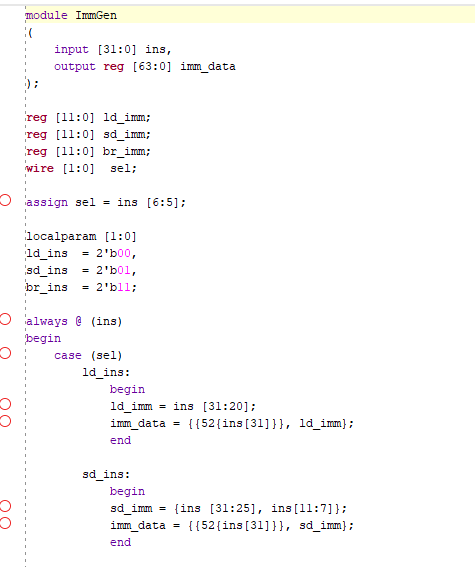 module ImmGen
(
    input [31:0] ins,
    output reg [63:0] imm_data
);

reg [11:0] ld_imm;
reg [11:0] sd_imm;
reg [11:0] br_imm;
wire [1:0]  sel;

assign sel = ins [6:5];

localparam [1:0]
ld_ins  = 2'b00,
sd_ins  = 2'b01,
br_ins  = 2'b11;

always @ (ins)
begin
    case (sel)
        ld_ins:
            begin
            ld_imm = ins [31:20];
            imm_data = {{52{ins[31]}}, ld_imm};
            end

        sd_ins:
            begin
            sd_imm = {ins [31:25], ins[11:7]};
            imm_data = {{52{ins[31]}}, sd_imm};
            end